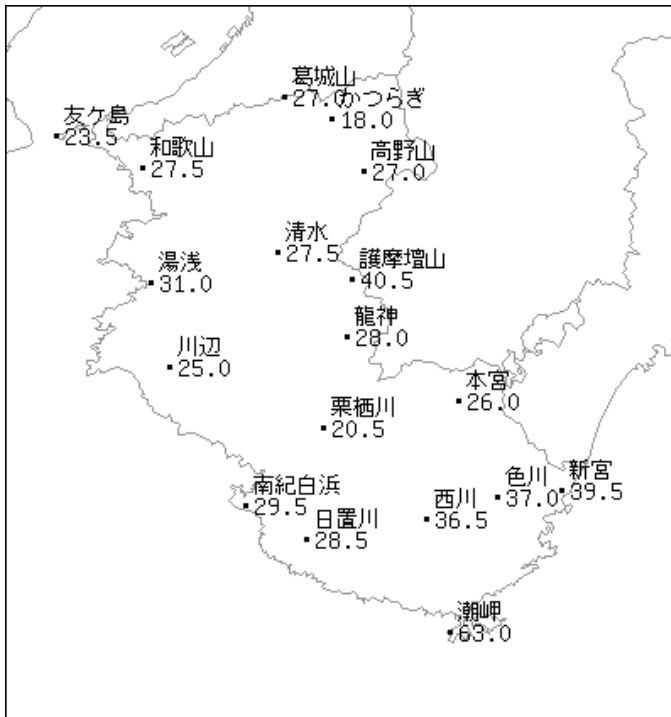 葛城山
27.0
かつらぎ
18.0
友ケ島
23.5
和歌山
27.5
高野山
27.0
清水
27.5
護摩壇山
40.5
湯浅
31.0
龍神
28.0
川辺
25.0
本宮
26.0
栗栖川
20.5
色川
37.0
新宮
39.5
南紀白浜
29.5
西川
36.5
日置川
28.5
潮岬
63.0